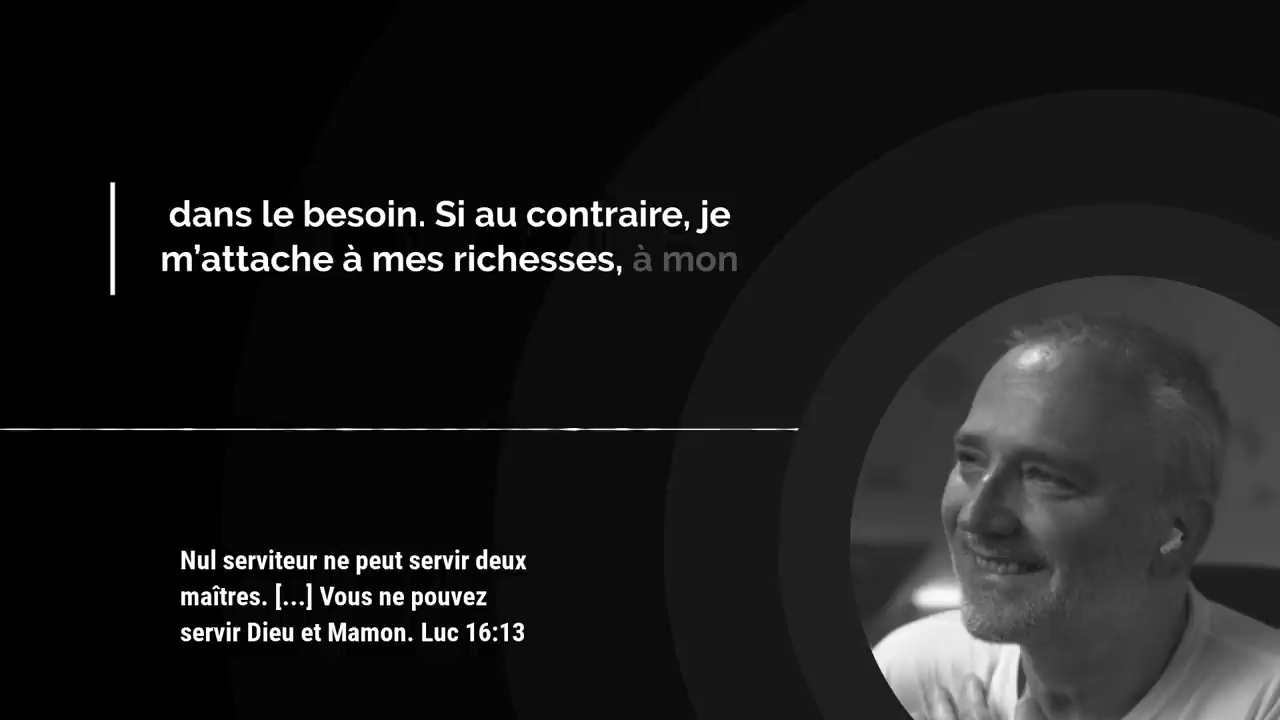 dans le besoin. Si au contraire, je
m’attache à mes richesses, à mon
Nul serviteur ne peut servir deux
maîtres. [...] Vous ne pouvez
servir Dieu et Mamon. Luc 16:13